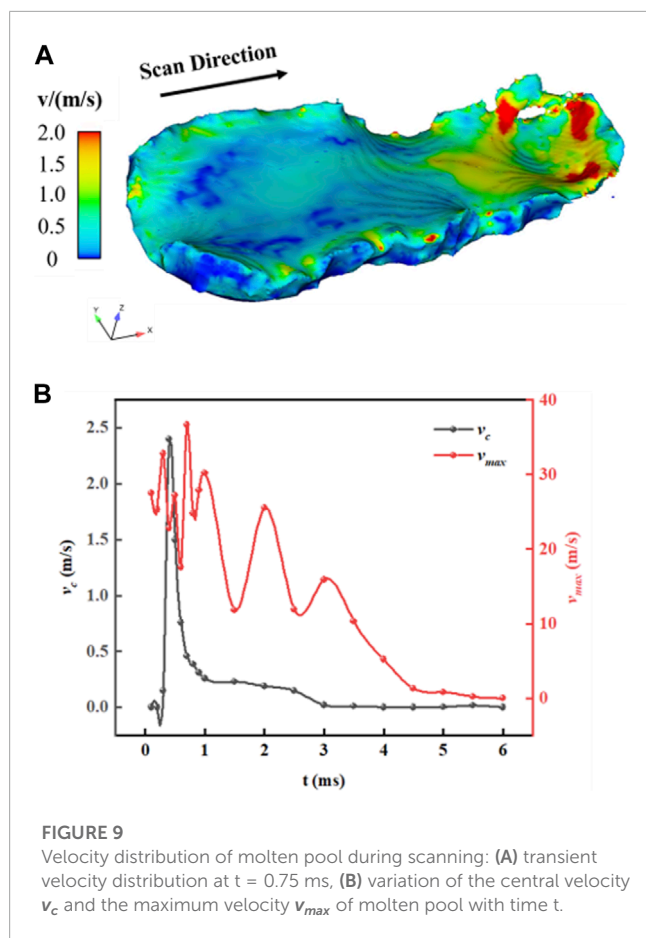 A
Scan Direction
v/(m/s)
2.0
1.5
1.0
0.5
0
Y
Z
X
B
2.5
2.0
1.5
1.0
0.5
0.0
v_c (m/s)
v_c
v_max
40
30
20
10
0
v_max (m/s)
0 1 2 3 4 5 6
t (ms)
FIGURE 9
Velocity distribution of molten pool during scanning: (A) transient
velocity distribution at t = 0.75 ms, (B) variation of the central velocity
v_c and the maximum velocity v_max of molten pool with time t.